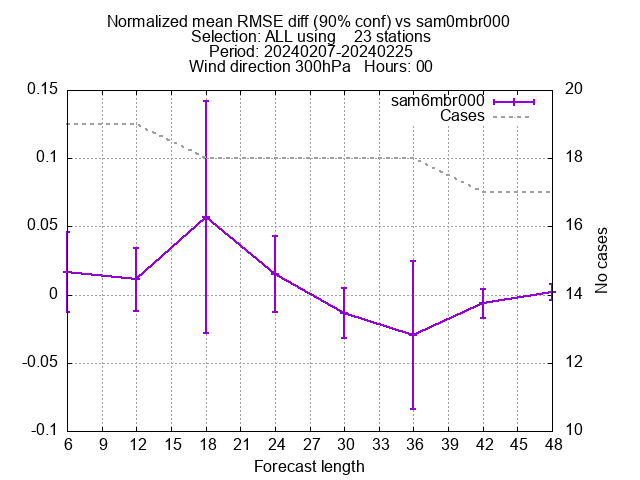 Normalized mean RMSE diff (90% conf) vs sam0mbr000
Selection: ALL using    23 stations
Period: 20240207-20240225
Wind direction 300hPa   Hours: 00
sam6mbr000
Cases
0.15
0.1
0.05
0
-0.05
-0.1
20
18
16
14
12
10
No cases
6 9 12 15 18 21 24 27 30 33 36 39 42 45 48
Forecast length